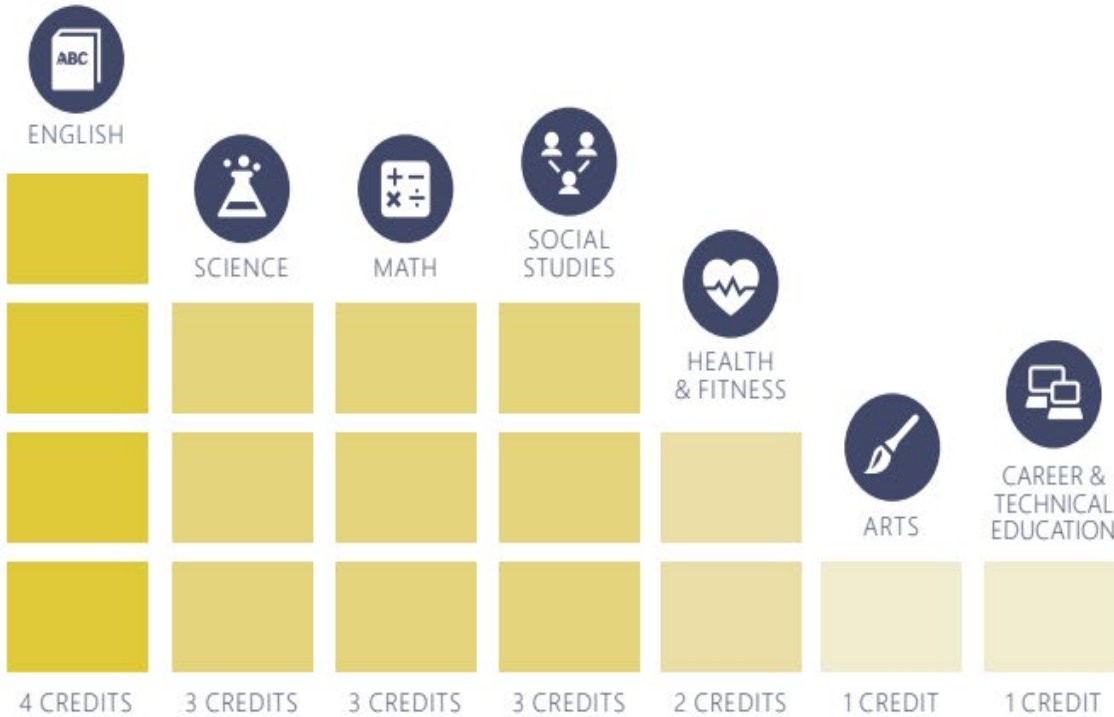 ABC
ENGLISH
SCIENCE
MATH
SOCIAL
STUDIES
HEALTH
& FITNESS
ARTS
CAREER &
TECHNICAL
EDUCATION
4 CREDITS
3 CREDITS
3 CREDITS
3 CREDITS
2 CREDITS
1 CREDIT
1 CREDIT